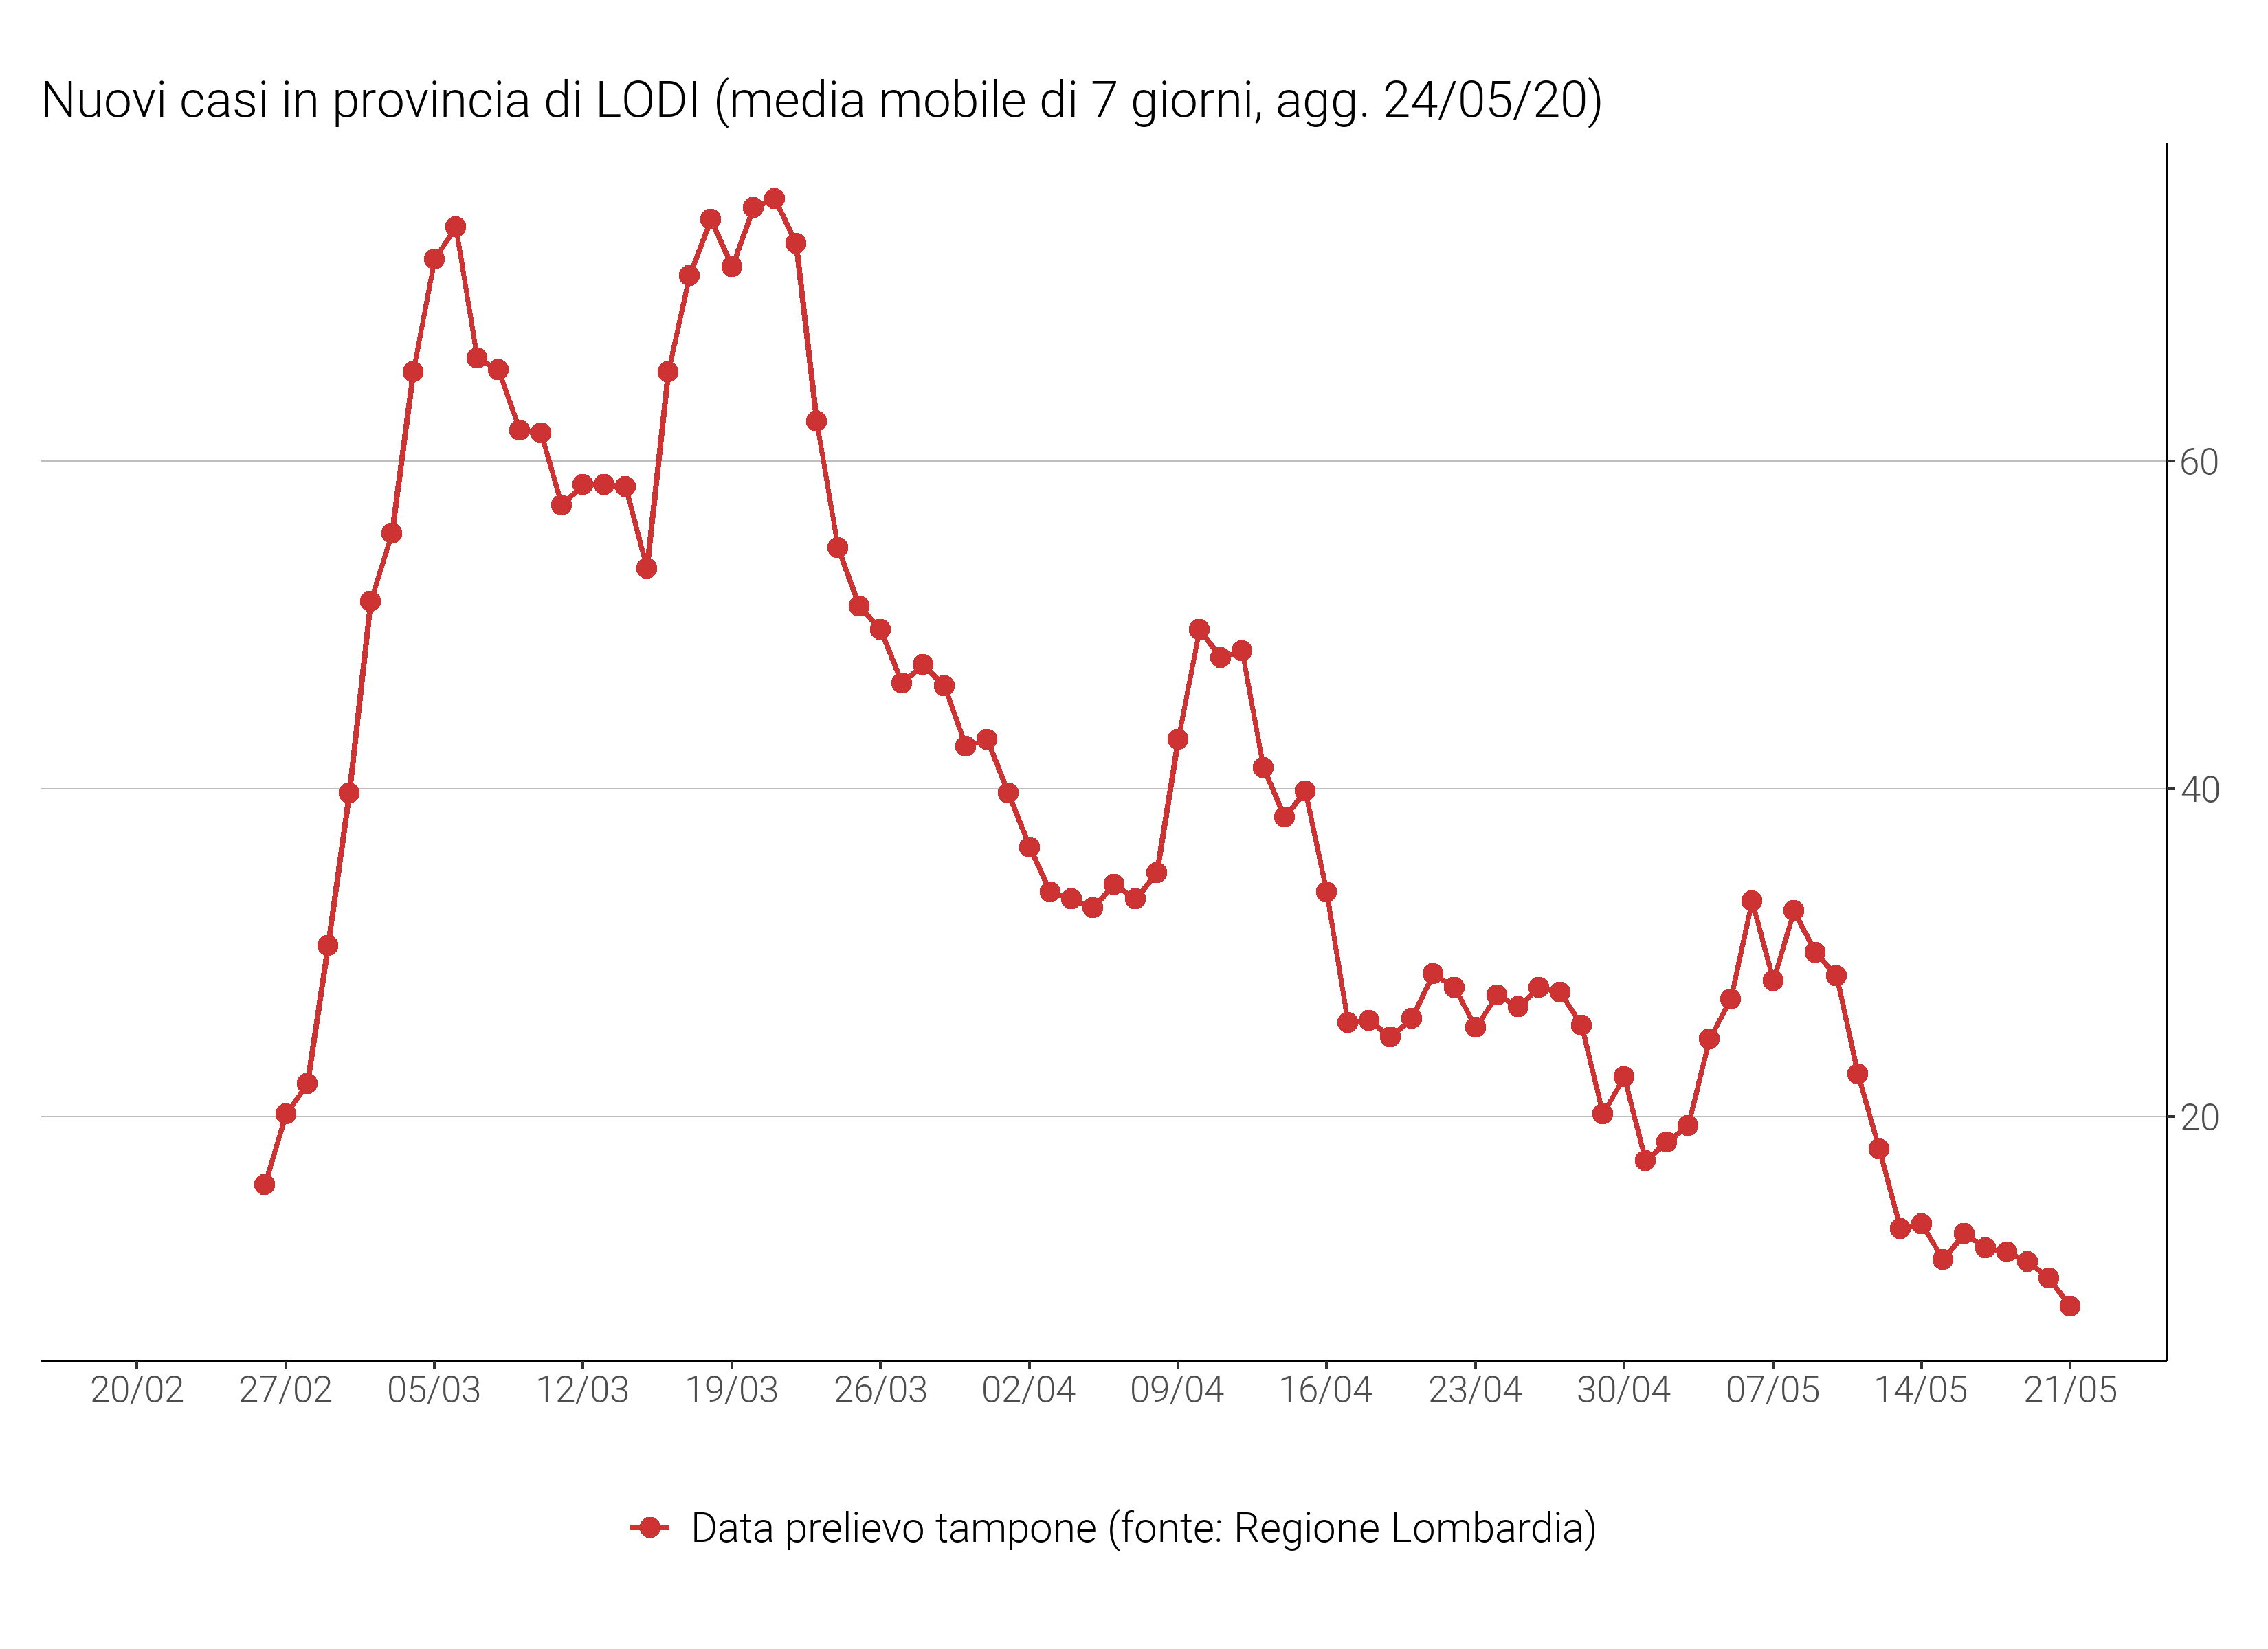 Nuovi casi in provincia di LODI (media mobile di 7 giorni, agg. 24/05/20)
60
40
20
20/02 27/02 05/03 12/03 19/03 26/03 02/04 09/04 16/04 23/04 30/04 07/05 14/05 21/05
Data prelievo tampone (fonte: Regione Lombardia)